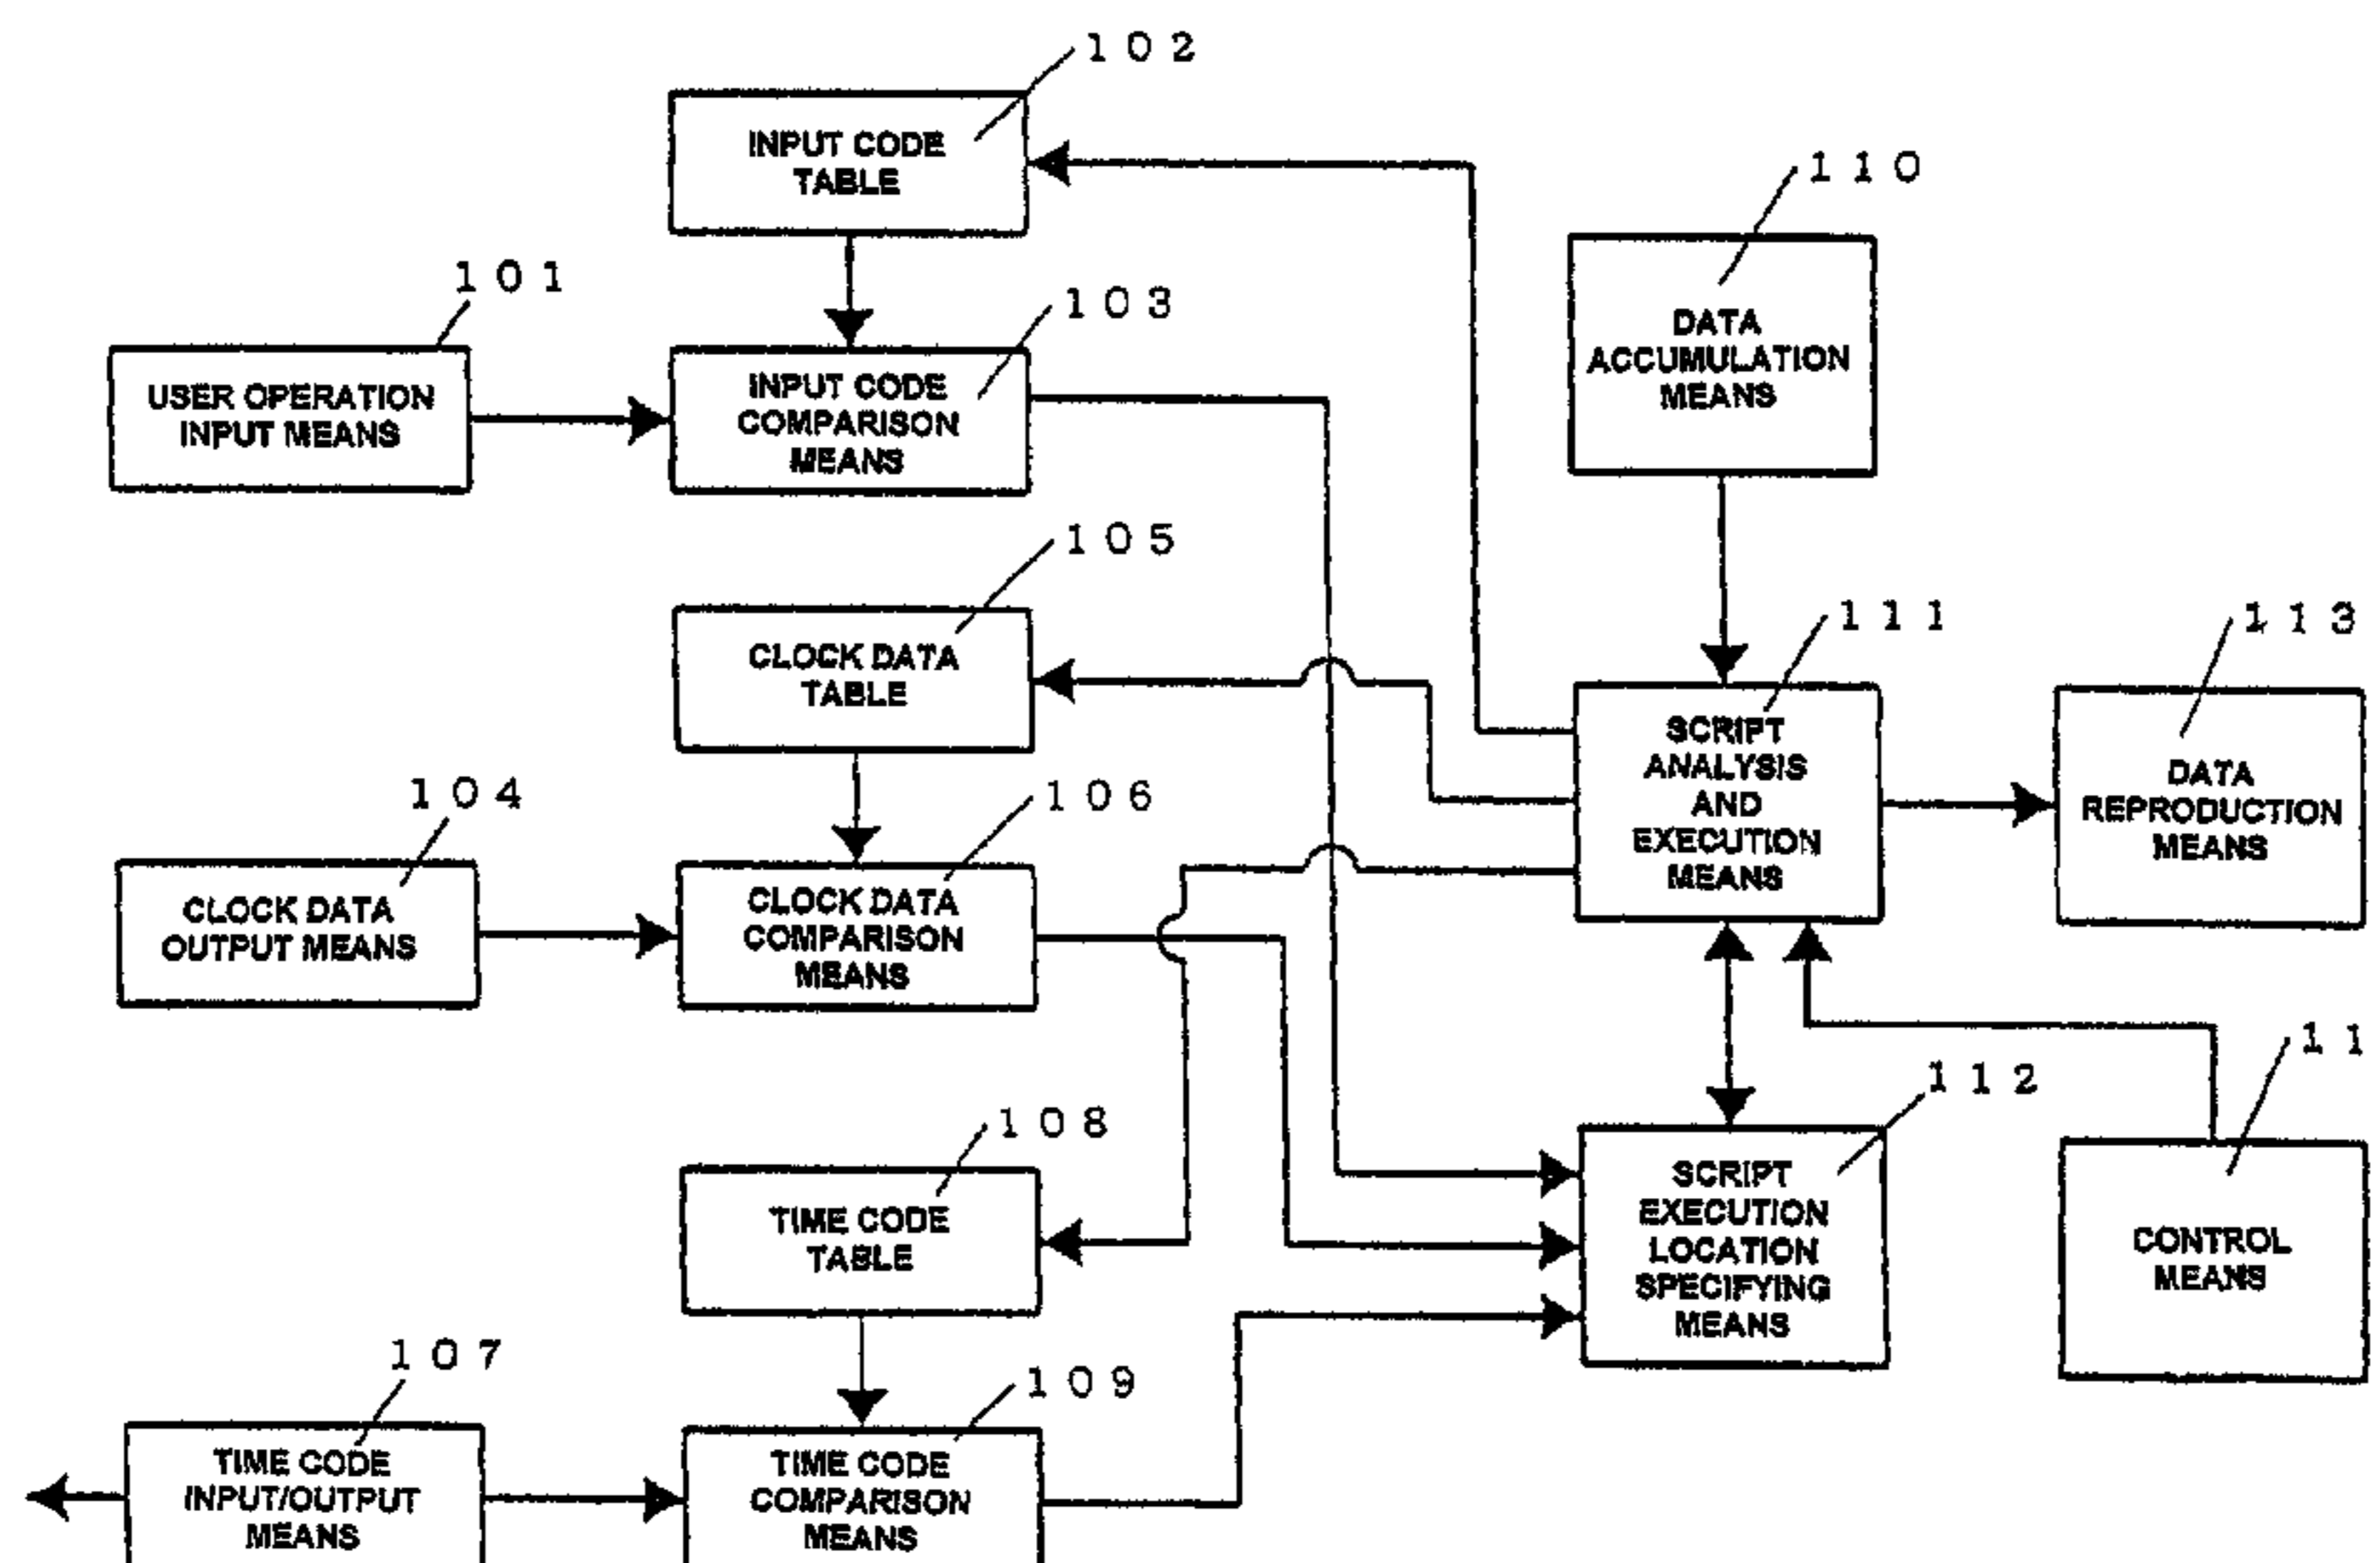 102
INPUT CODE
TABLE
110
101
103
DATA
ACCUMULATION
MEANS
USER OPERATION
INPUT MEANS
INPUT CODE
COMPARISON
MEANS
105
111
113
CLOCK DATA
TABLE
SCRIPT
ANALYSIS
AND
EXECUTION
MEANS
DATA
REPRODUCTION
MEANS
104
106
CLOCK DATA
OUTPUT MEANS
CLOCK DATA
COMPARISON
MEANS
11
112
108
TIME CODE
TABLE
SCRIPT
EXECUTION
LOCATION
SPECIFYING
MEANS
CONTROL
MEANS
107
109
TIME CODE
INPUT/OUTPUT
MEANS
TIME CODE
COMPARISON
MEANS